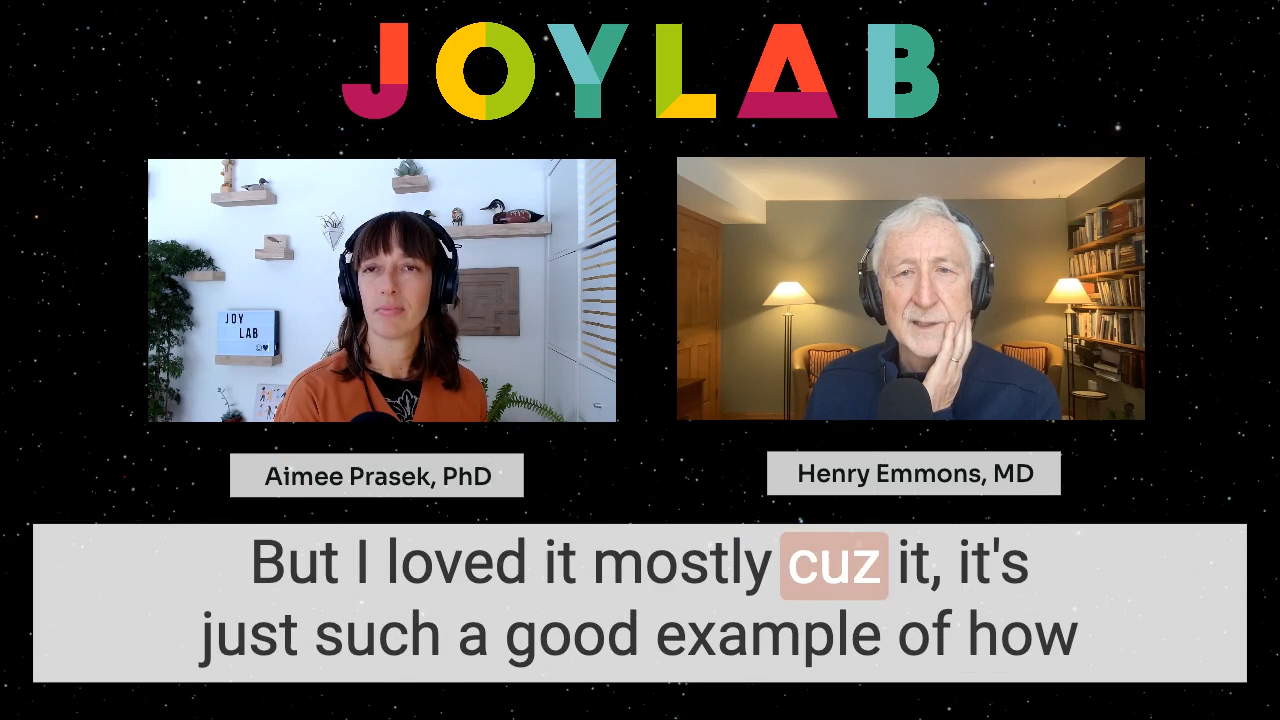 JOYLAB
JOY
LAB
Aimee Prasek, PhD
Henry Emmons, MD
But I loved it mostly cuz it, it's
just such a good example of how